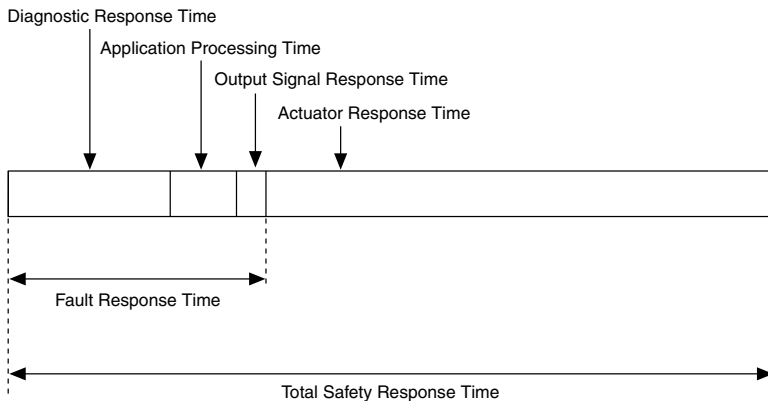 Diagnostic Response Time
Application Processing Time
Output Signal Response Time
Actuator Response Time
Fault Response Time
Total Safety Response Time